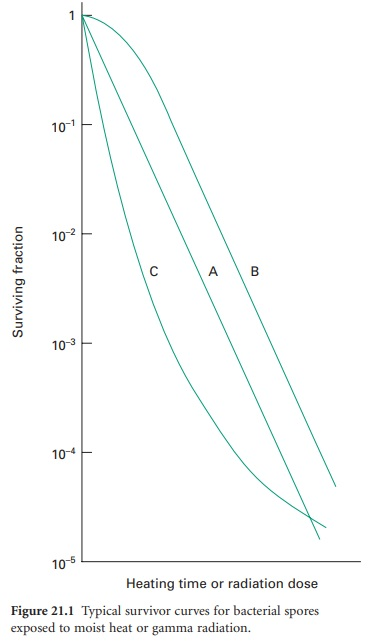 1
10⁻¹
10⁻²
10⁻³
10⁻⁴
10⁻⁵
Surviving fraction
C
A
B
Heating time or radiation dose
Figure 21.1 Typical survivor curves for bacterial spores
exposed to moist heat or gamma radiation.